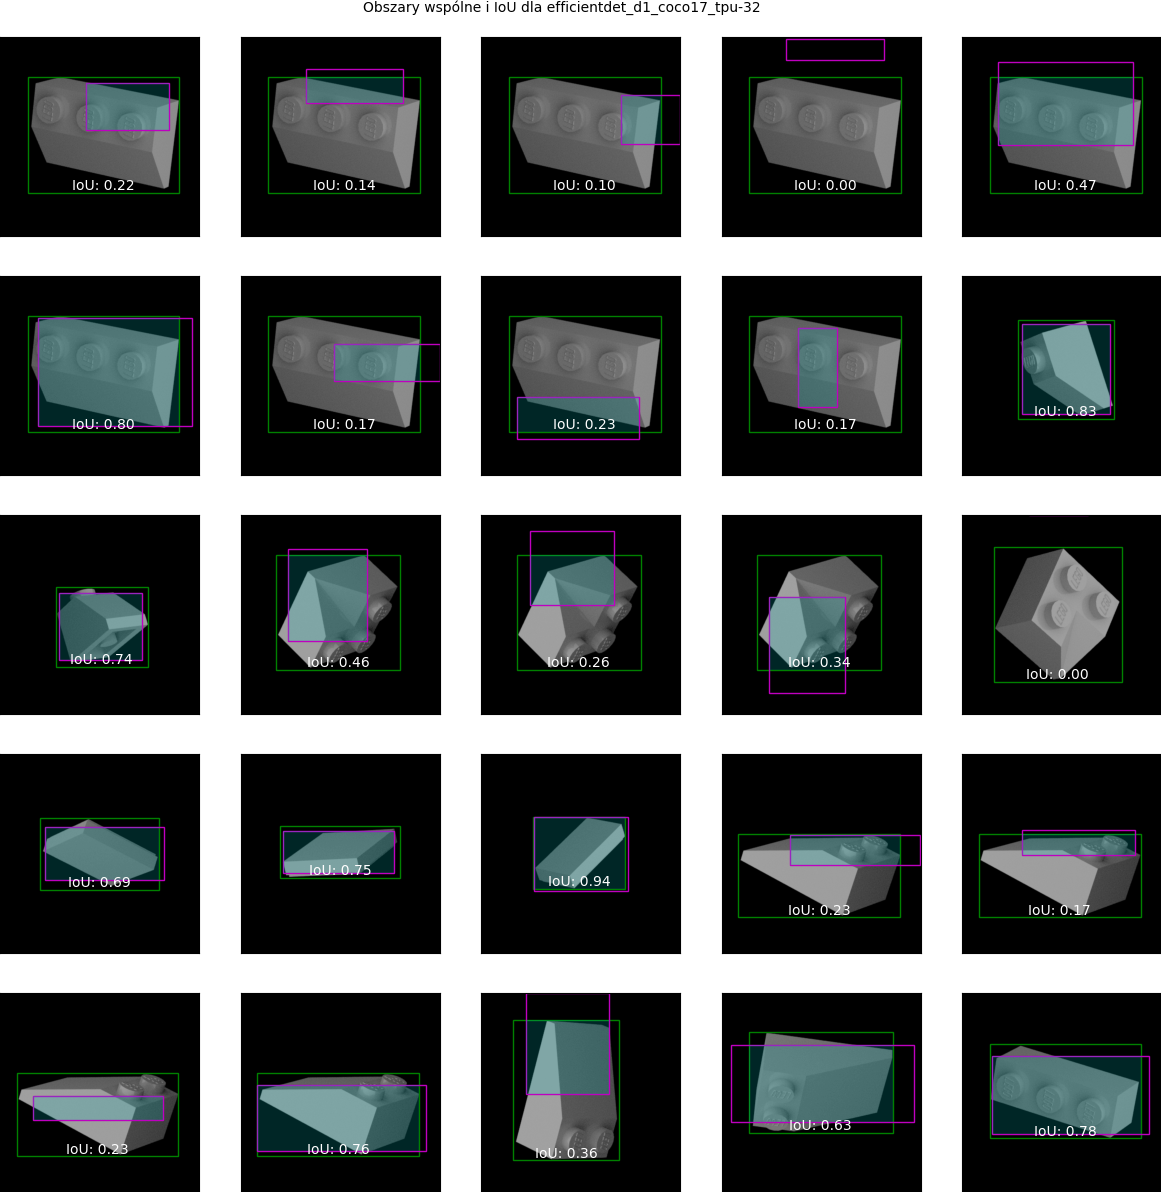 Obszary wspólne i IoU dla efficientdet_d1_coco17_tpu-32
IoU: 0.22
IoU: 0.14
IoU: 0.10
IoU: 0.00
IoU: 0.47
IoU: 0.80
IoU: 0.17
IoU: 0.23
IoU: 0.17
IoU: 0.83
IoU: 0.74
IoU: 0.46
IoU: 0.26
IoU: 0.34
IoU: 0.00
IoU: 0.69
IoU: 0.75
IoU: 0.94
IoU: 0.23
IoU: 0.17
IoU: 0.23
IoU: 0.76
IoU: 0.36
IoU: 0.63
IoU: 0.78